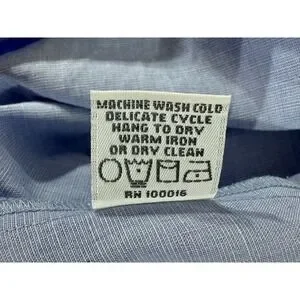 MACHINE WASH COLD
DELICATE CYCLE
HANG TO DRY
WARM IRON
OR DRY CLEAN
RN 100016